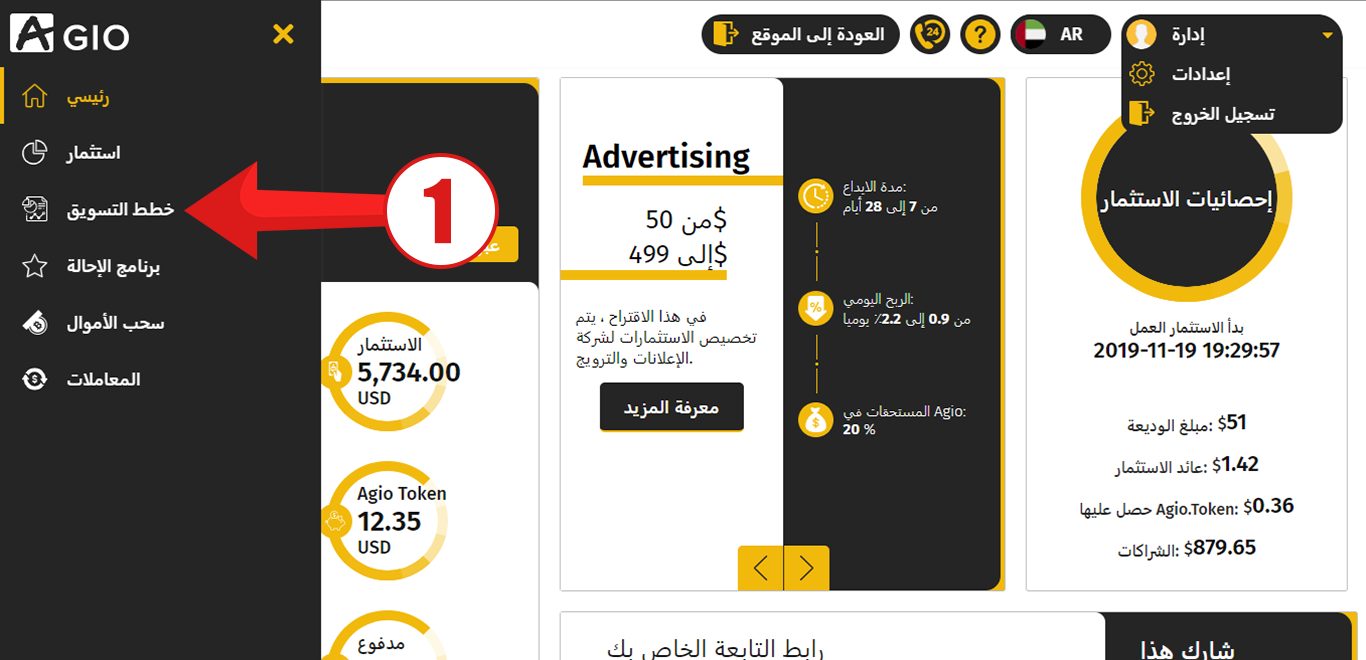 AGIO
العودة إلى الموقع
24
?
AR
إدارة
إعدادات
تسجيل الخروج
رئيسي
استثمار
خطط التسويق
برنامج الإحالة
سحب الأموال
المعاملات
1
الاستثمار
5,734.00
USD
Agio Token
12.35
USD
مدفوع
Advertising
$من 50
$إلى 499
في هذا الاقتراح ، يتم
تخصيص الاستثمارات لشركة
الإعلانات والترويج.
معرفة المزيد
مدة الايداع:
من 7 إلى 28 أيام
الربح اليومي:
من 0.9 إلى 2.2٪ يوميا
المستحقات في Agio:
20 %
إحصائيات الاستثمار
بدأ الاستثمار العمل
2019-11-19 19:29:57
مبلغ الوديعة: $51
عائد الاستثمار: $1.42
حصل عليها Agio.Token: $0.36
الشراكات: $879.65
رابط التابعة الخاص بك
شارك هذا